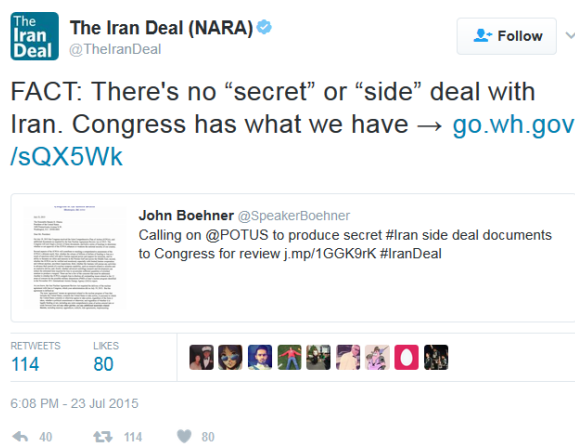 The
Iran
Deal
The Iran Deal (NARA)
@TheIranDeal
Follow
FACT: There's no “secret” or “side” deal with
Iran. Congress has what we have → go.wh.gov
/sQX5Wk
John Boehner @SpeakerBoehner
Calling on @POTUS to produce secret #Iran side deal documents
to Congress for review j.mp/1GGK9rK #IranDeal
RETWEETS
LIKES
114
80
6:08 PM - 23 Jul 2015
40
114
80